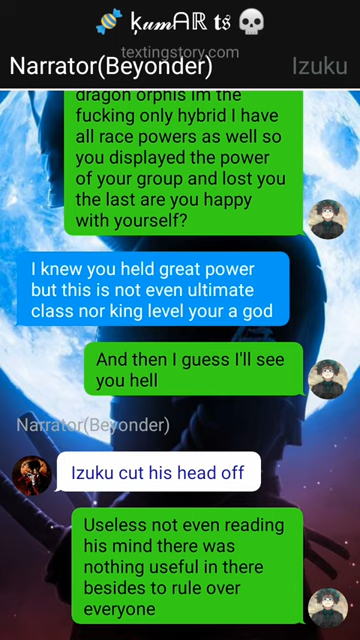 🍬 ⱪ𝓾𝓶ᗩℝ 𝖙𝖘 💀
textingstory.com
Narrator(Beyonder) Izuku
dragon orphis im the
fucking only hybrid I have
all race powers as well so
you displayed the power
of your group and lost you
the last are you happy
with yourself?
I knew you held great power
but this is not even ultimate
class nor king level your a god
And then I guess I'll see
you hell
Narrator(Beyonder)
Izuku cut his head off
Useless not even reading
his mind there was
nothing useful in there
besides to rule over
everyone